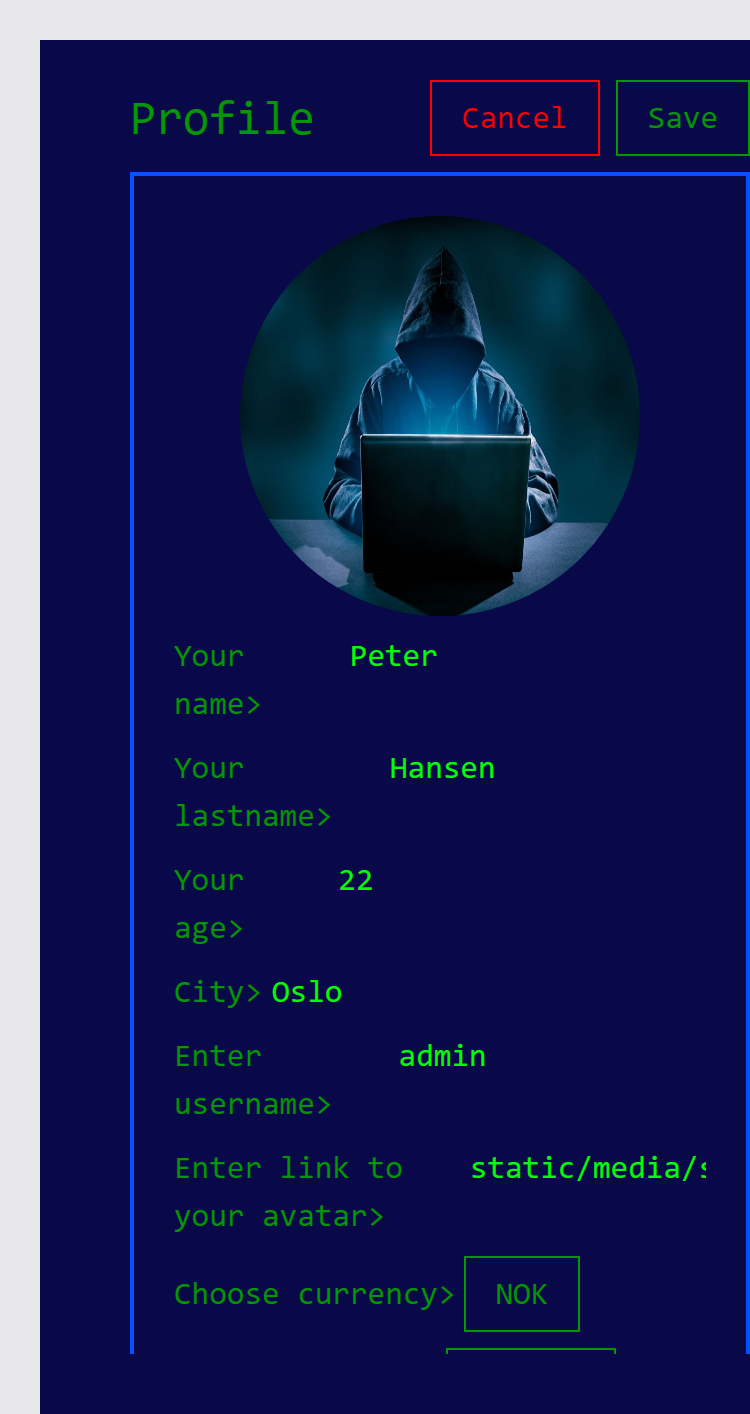 Profile
Cancel
Save
Your name>
Peter
Your lastname>
Hansen
Your age>
22
City> Oslo
Enter username>
admin
Enter link to your avatar>
static/media/s
Choose currency> NOK